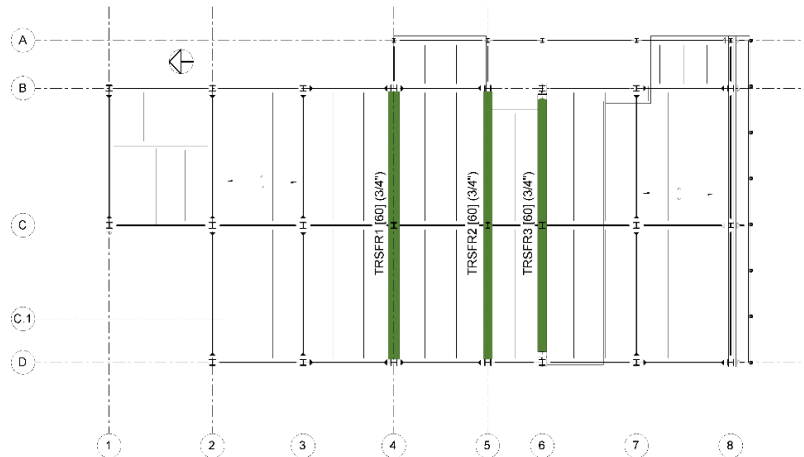 A
B
C
C.1
D
TRSFR1 [60] (3/4")
TRSFR2 [60] (3/4")
TRSFR3 [60] (3/4")
1
2
3
4
5
6
7
8